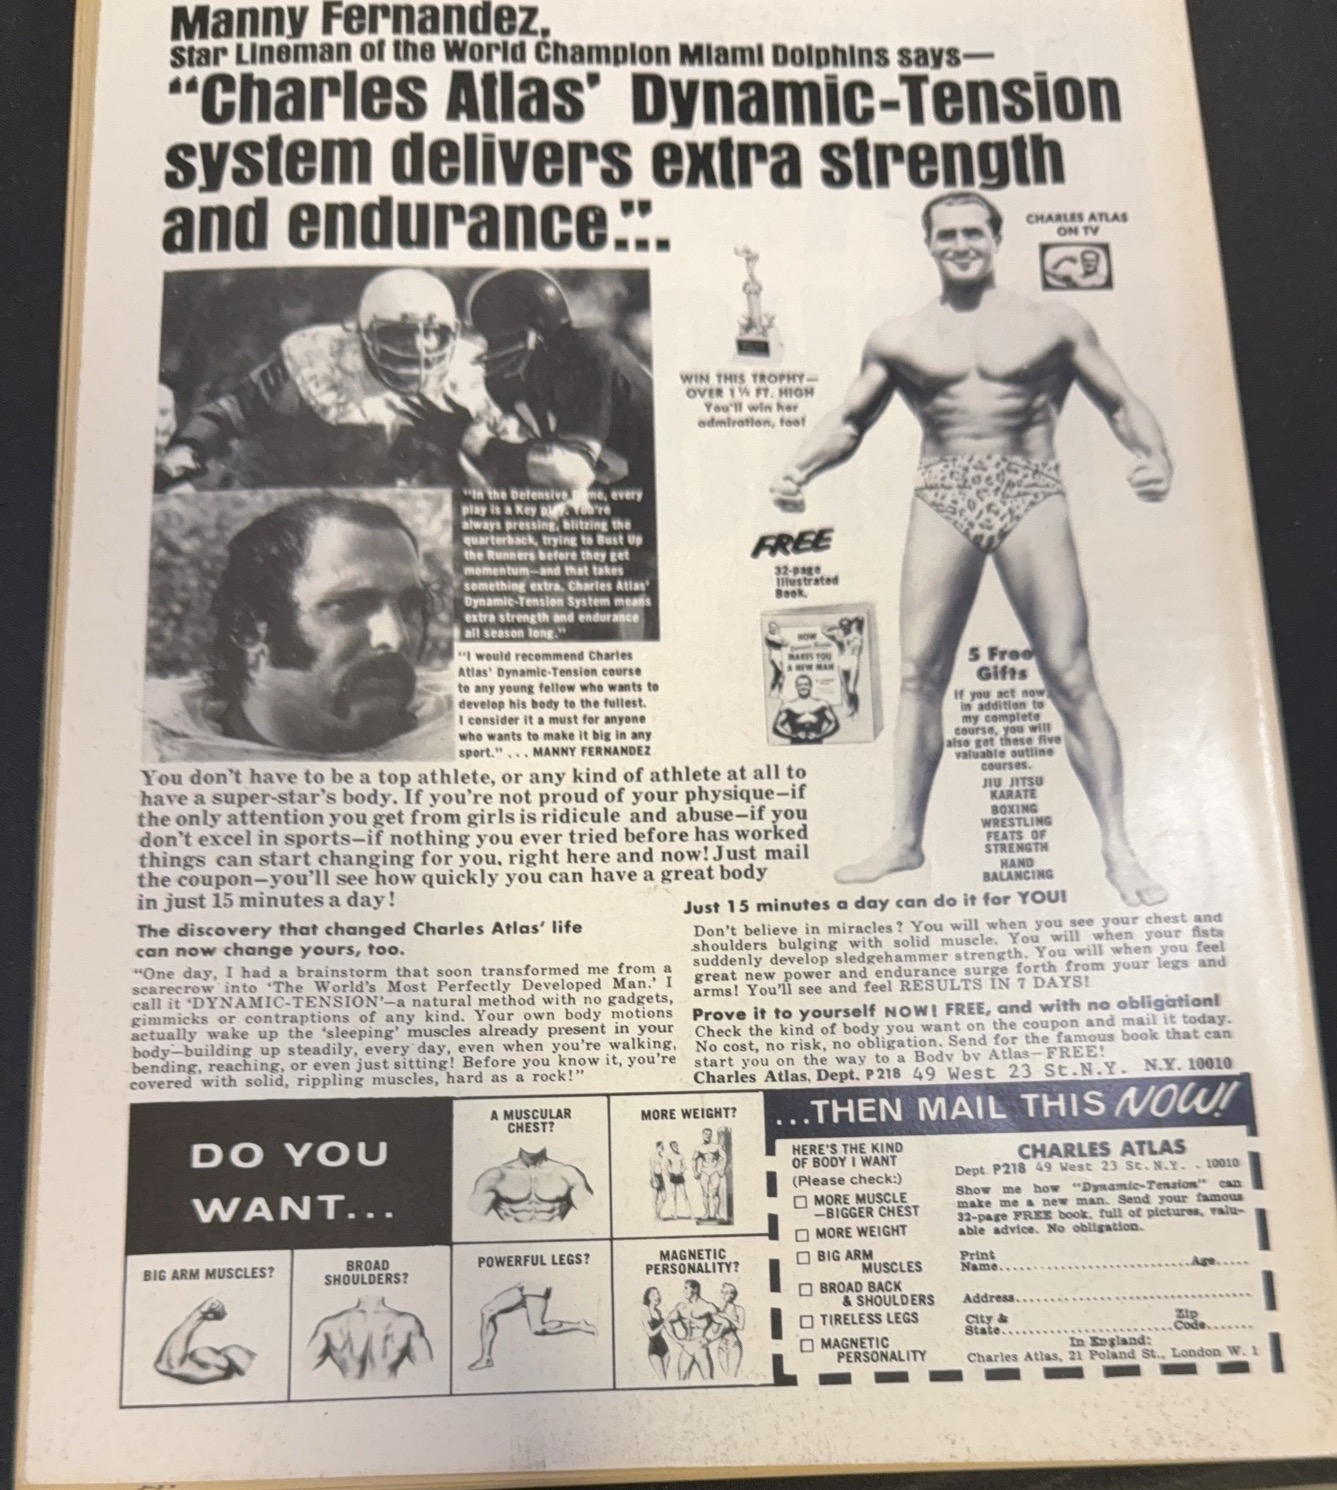 Manny Fernandez,
Star Lineman of the World Champion Miami Dolphins says—
"Charles Atlas' Dynamic-Tension
system delivers extra strength
and endurance..."
CHARLES ATLAS
ON TV
WIN THIS TROPHY—
OVER 1½ FT. HIGH
You'll win her
admiration, too!
"In the Defensive me, every
play is a Key play. You're
always pressing, blitzing the
quarterback, trying to Bust Up
the Runners before they get
momentum—and that takes
something extra. Charles Atlas'
Dynamic-Tension System means
extra strength and endurance
all season long."
"I would recommend Charles
Atlas' Dynamic-Tension course
to any young fellow who wants to
develop his body to the fullest.
I consider it a must for anyone
who wants to make it big in any
sport." . . . MANNY FERNANDEZ
FREE
32-page
Illustrated
Book.
HOW
MAKES YOU
A NEW MAN
5 Free
Gifts
If you act now,
in addition to
my complete
course, you will
also get these five
valuable outline
courses.
JIU JITSU
KARATE
BOXING
WRESTLING
FEATS OF
STRENGTH
HAND
BALANCING
You don't have to be a top athlete, or any kind of athlete at all to
have a super-star's body. If you're not proud of your physique—if
the only attention you get from girls is ridicule and abuse—if you
don't excel in sports—if nothing you ever tried before has worked
things can start changing for you, right here and now! Just mail
the coupon—you'll see how quickly you can have a great body
in just 15 minutes a day!
The discovery that changed Charles Atlas' life
can now change yours, too.
"One day, I had a brainstorm that soon transformed me from a
scarecrow into 'The World's Most Perfectly Developed Man.' I
call it 'DYNAMIC-TENSION'—a natural method with no gadgets,
gimmicks or contraptions of any kind. Your own body motions
actually wake up the 'sleeping' muscles already present in your
body—building up steadily, every day, even when you're walking,
bending, reaching, or even just sitting! Before you know it, you're
covered with solid, rippling muscles, hard as a rock!"
Just 15 minutes a day can do it for YOU!
Don't believe in miracles? You will when you see your chest and
shoulders bulging with solid muscle. You will when your fists
suddenly develop sledgehammer strength. You will when you feel
great new power and endurance surge forth from your legs and
arms! You'll see and feel RESULTS IN 7 DAYS!
Prove it to yourself NOW! FREE, and with no obligation!
Check the kind of body you want on the coupon and mail it today.
No cost, no risk, no obligation. Send for the famous book that can
start you on the way to a Body by Atlas—FREE!
Charles Atlas, Dept. P218 49 West 23 St.N.Y. N.Y. 10010
DO YOU
WANT...
A MUSCULAR
CHEST?
MORE WEIGHT?
BIG ARM MUSCLES?
BROAD
SHOULDERS?
POWERFUL LEGS?
MAGNETIC
PERSONALITY?
...THEN MAIL THIS NOW!
HERE'S THE KIND
OF BODY I WANT
(Please check:)
MORE MUSCLE
—BIGGER CHEST
MORE WEIGHT
BIG ARM
MUSCLES
BROAD BACK
& SHOULDERS
TIRELESS LEGS
MAGNETIC
PERSONALITY
CHARLES ATLAS
Dept. P218 49 West 23 St.N.Y. . 10010
Show me how "Dynamic-Tension" can
make me a new man. Send your famous
32-page FREE book, full of pictures, valu-
able advice. No obligation.
Print
Name..............................Age.....
Address......................................
City & Zip
State..........................Code.......
In England:
Charles Atlas, 21 Poland St., London W. 1